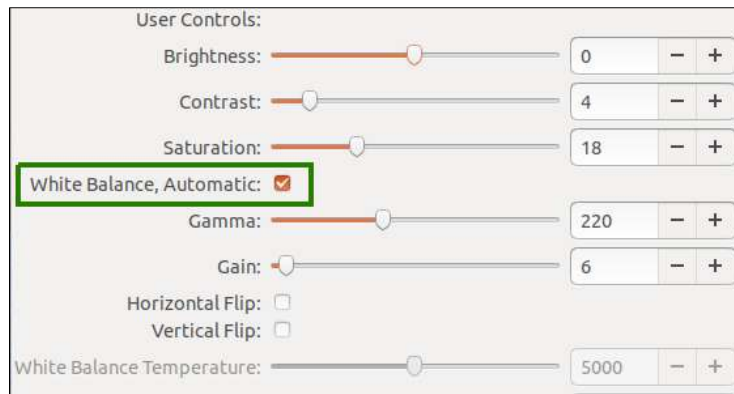 User Controls:
Brightness: 0 − +
Contrast: 4 − +
Saturation: 18 − +
White Balance, Automatic:
Gamma: 220 − +
Gain: 6 − +
Horizontal Flip:
Vertical Flip:
White Balance Temperature: 5000 − +